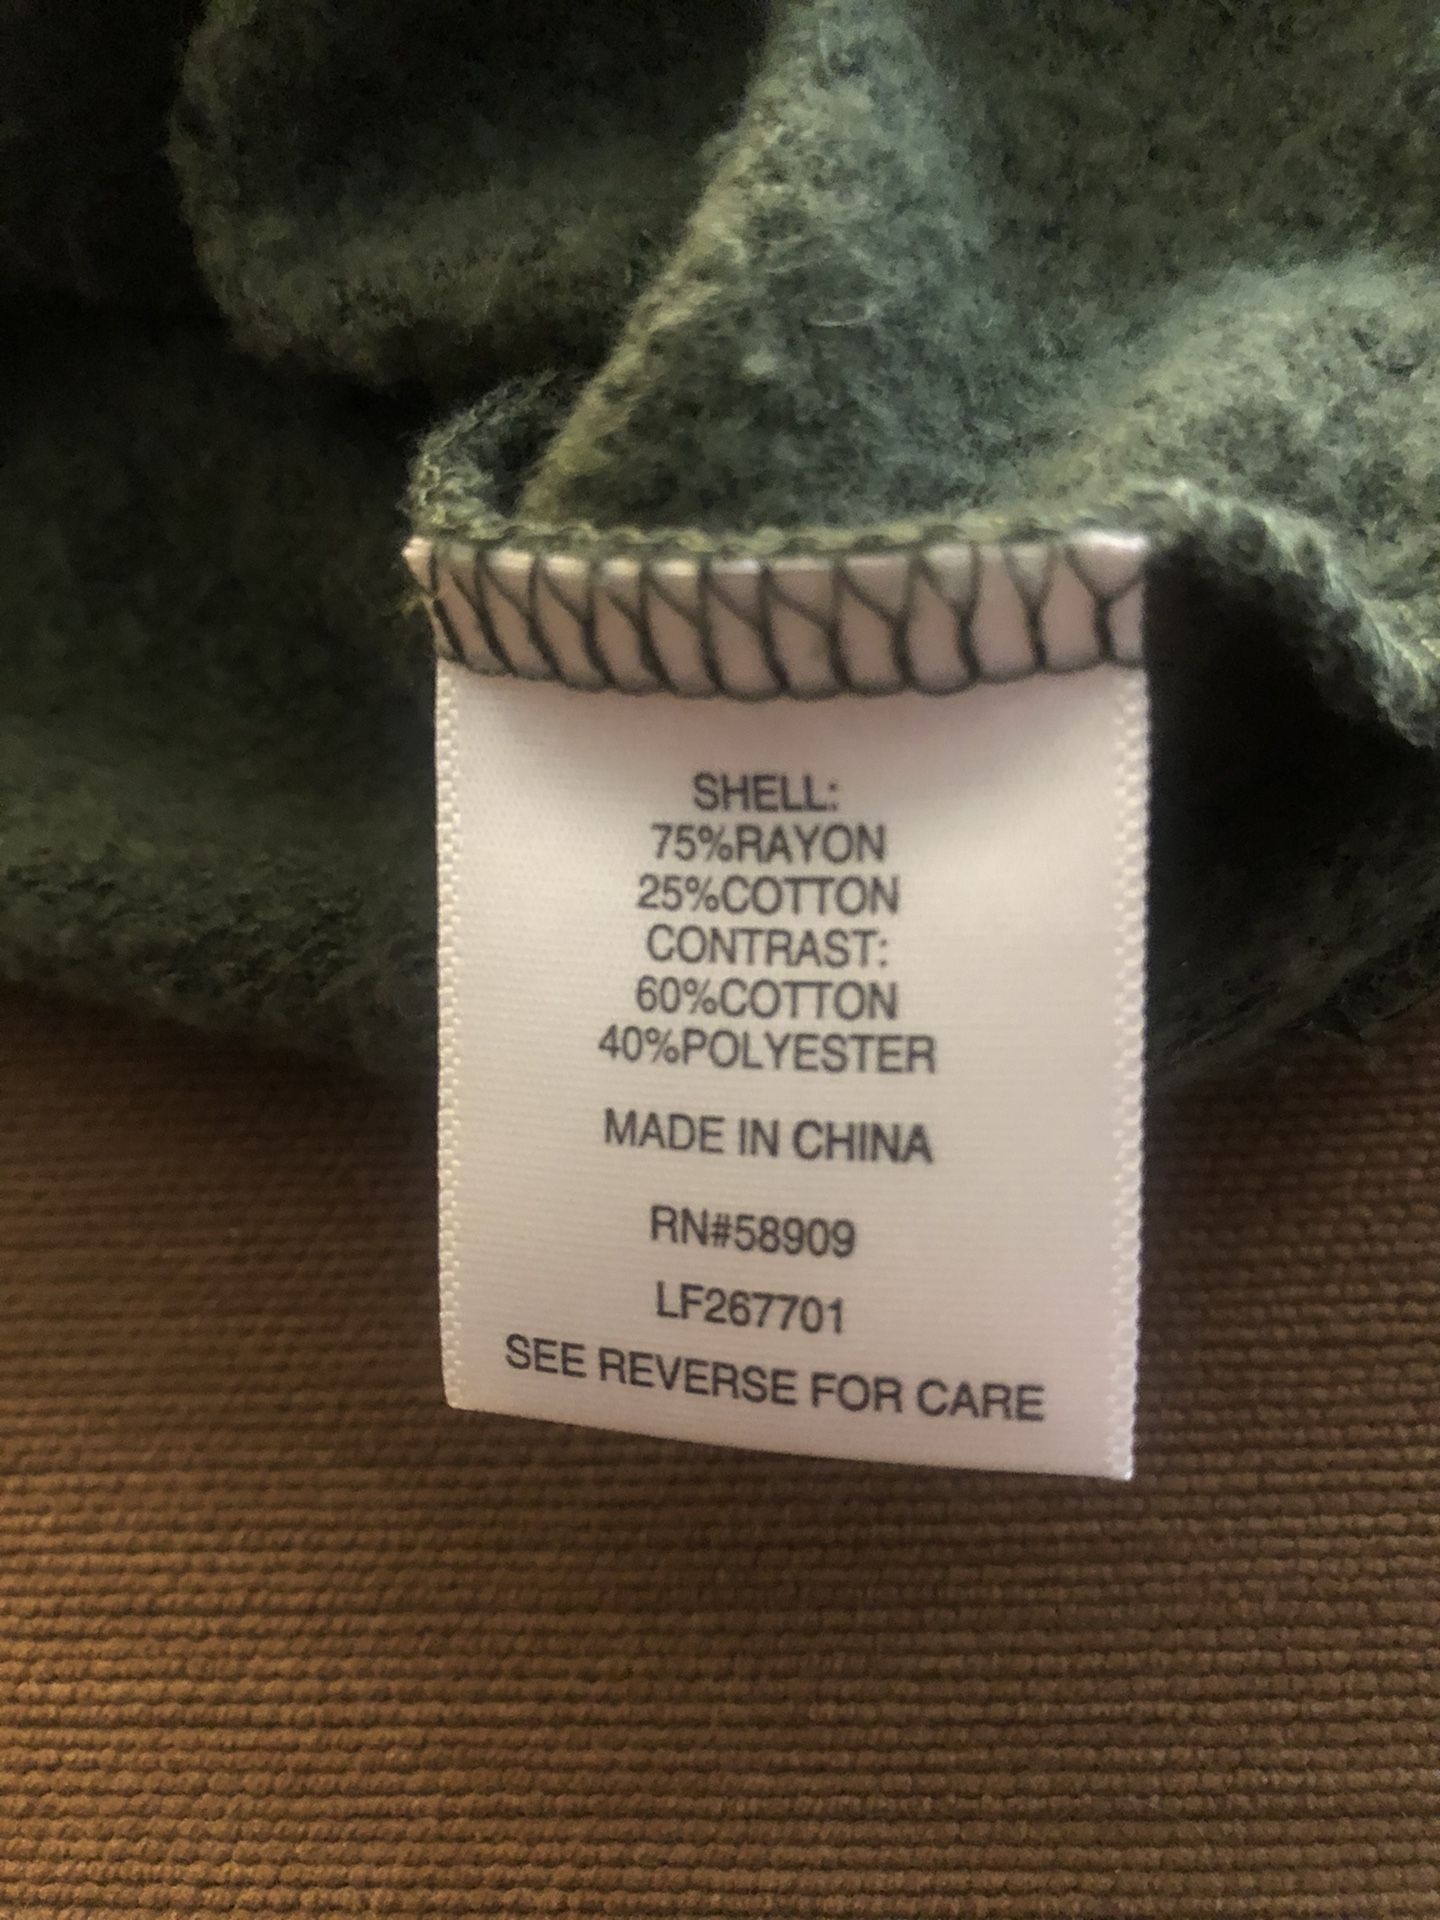 SHELL:
75%RAYON
25%COTTON
CONTRAST:
60%COTTON
40%POLYESTER
MADE IN CHINA
RN#58909
LF267701
SEE REVERSE FOR CARE